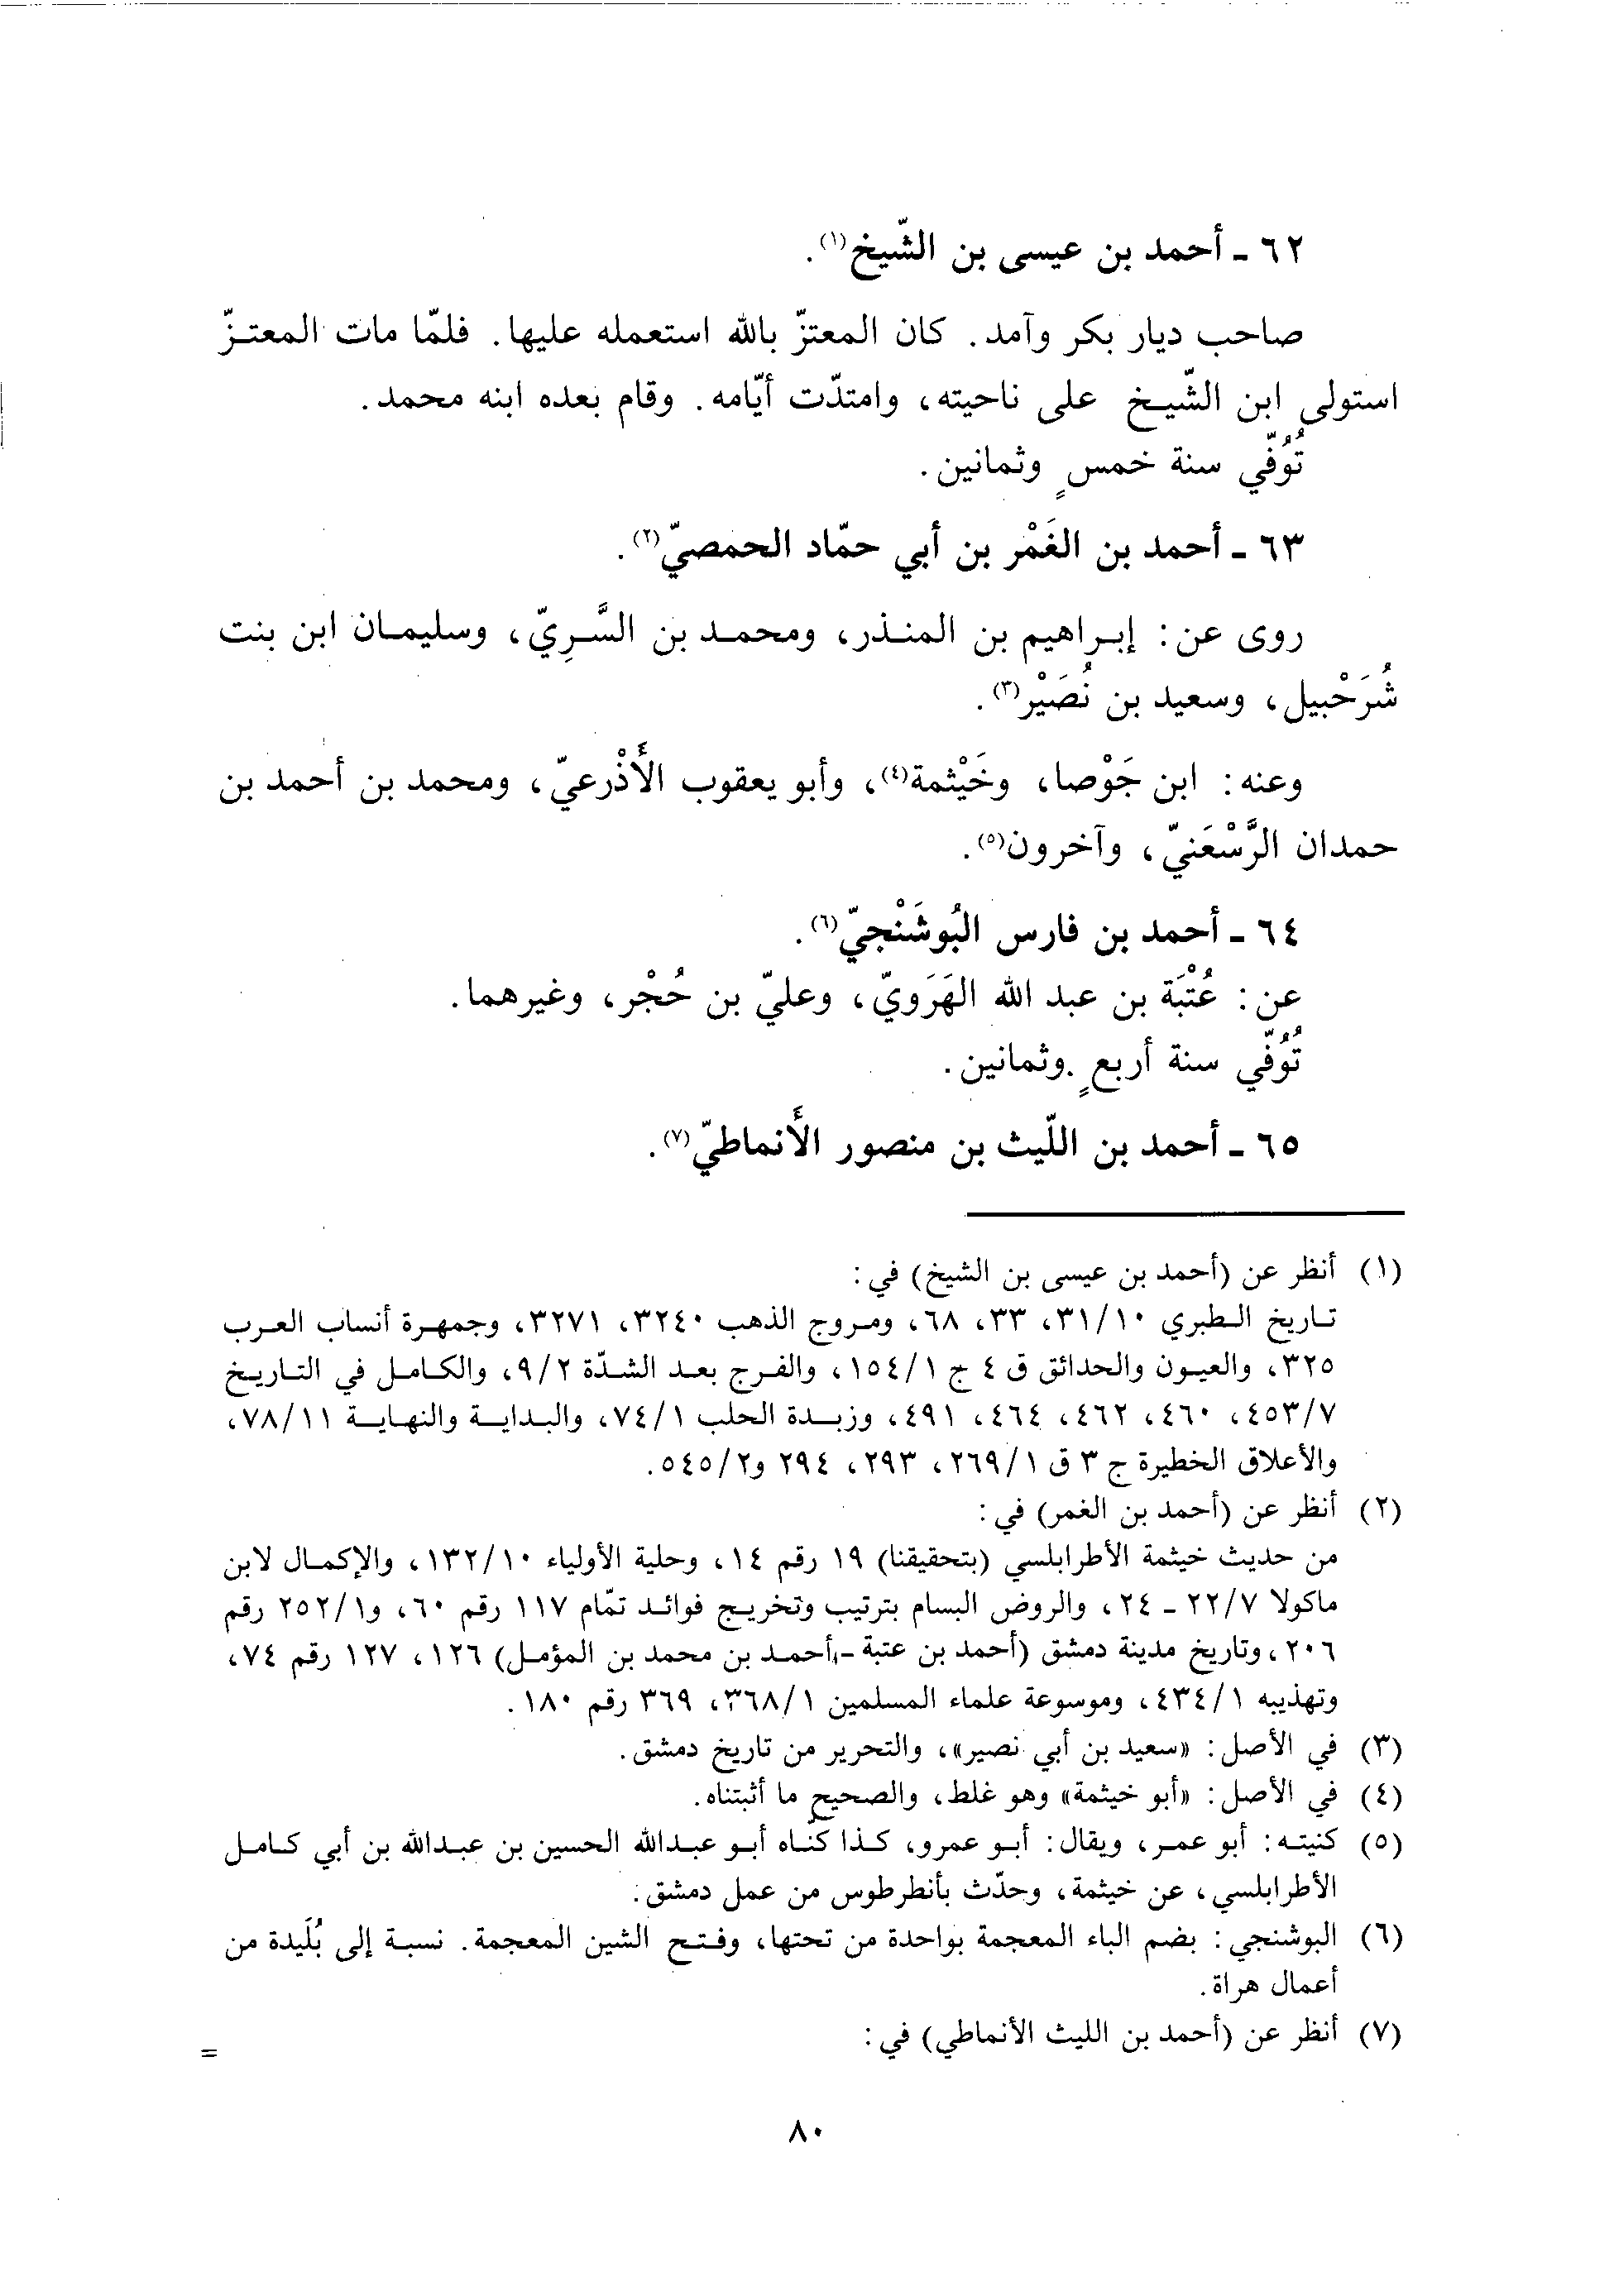 ٦٢ ـ أحمد بن عيسى بن الشّيخ(١).
صاحب ديار بكر وآمد. كان المعتزّ بالله استعمله عليها. فلمّا مات المعتزّ
استولى ابن الشّيخ على ناحيته، وامتدّت أيّامه. وقام بعده ابنه محمد.
تُوُفّي سنة خمسٍ وثمانين.
٦٣ ـ أحمد بن الغَمْر بن أبي حمّاد الحمصيّ(٢).
روى عن: إبراهيم بن المنذر، ومحمد بن السَّرِيّ، وسليمان ابن بنت
شُرَحْبيل، وسعيد بن نُصَيْر(٣).
وعنه: ابن جَوْصا، وخَيْثمة(٤)، وأبو يعقوب الأَذْرعيّ، ومحمد بن أحمد بن
حمدان الرَّسْعَنيّ، وآخرون(٥).
٦٤ ـ أحمد بن فارس البُوشَنْجيّ(٦).
عن: عُتْبَة بن عبد الله الهَرَويّ، وعليّ بن حُجْر، وغيرهما.
تُوُفّي سنة أربعٍ وثمانين.
٦٥ ـ أحمد بن اللّيث بن منصور الأَنماطيّ(٧).
(١) أنظر عن (أحمد بن عيسى بن الشيخ) في:
تاريخ الطبري ٣١/١٠، ٣٣، ٦٨، ومروج الذهب ٣٢٤٠، ٣٢٧١، وجمهرة أنساب العرب
٣٢٥، والعيون والحدائق ق ٤ ج ١٥٤/١، والفرج بعد الشدّة ٩/٢، والكامل في التاريخ
٤٥٣/٧، ٤٦٠، ٤٦٢، ٤٦٤، ٤٩١، وزبدة الحلب ٧٤/١، والبداية والنهاية ٧٨/١١،
والأعلاق الخطيرة ج ٣ ق ٢٦٩/١، ٢٩٣، ٢٩٤ و٥٤٥/٢.
(٢) أنظر عن (أحمد بن الغمر) في:
من حديث خيثمة الأطرابلسي (بتحقيقنا) ١٩ رقم ١٤، وحلية الأولياء ١٣٢/١٠، والإكمال لابن
ماكولا ٢٢/٧ ـ ٢٤، والروض البسام بترتيب وتخريج فوائد تمّام ١١٧ رقم ٦٠، و٢٥٢/١ رقم
٢٠٦، وتاريخ مدينة دمشق (أحمد بن عتبة ـ أحمد بن محمد بن المؤمل) ١٢٦، ١٢٧ رقم ٧٤،
وتهذيبه ٤٣٤/١، وموسوعة علماء المسلمين ٣٦٨/١، ٣٦٩ رقم ١٨٠.
(٣) في الأصل: «سعيد بن أبي نصير»، والتحرير من تاريخ دمشق.
(٤) في الأصل: «أبو خيثمة» وهو غلط، والصحيح ما أثبتناه.
(٥) كنيته: أبو عمر، ويقال: أبو عمرو، كذا كنّاه أبو عبدالله الحسين بن عبدالله بن أبي كامل
الأطرابلسي، عن خيثمة، وحدّث بأنطرطوس من عمل دمشق.
(٦) البوشنجي: بضم الباء المعجمة بواحدة من تحتها، وفتح الشين المعجمة. نسبة إلى بُلَيدة من
أعمال هراة.
(٧) أنظر عن (أحمد بن الليث الأنماطي) في:
=
٨٠